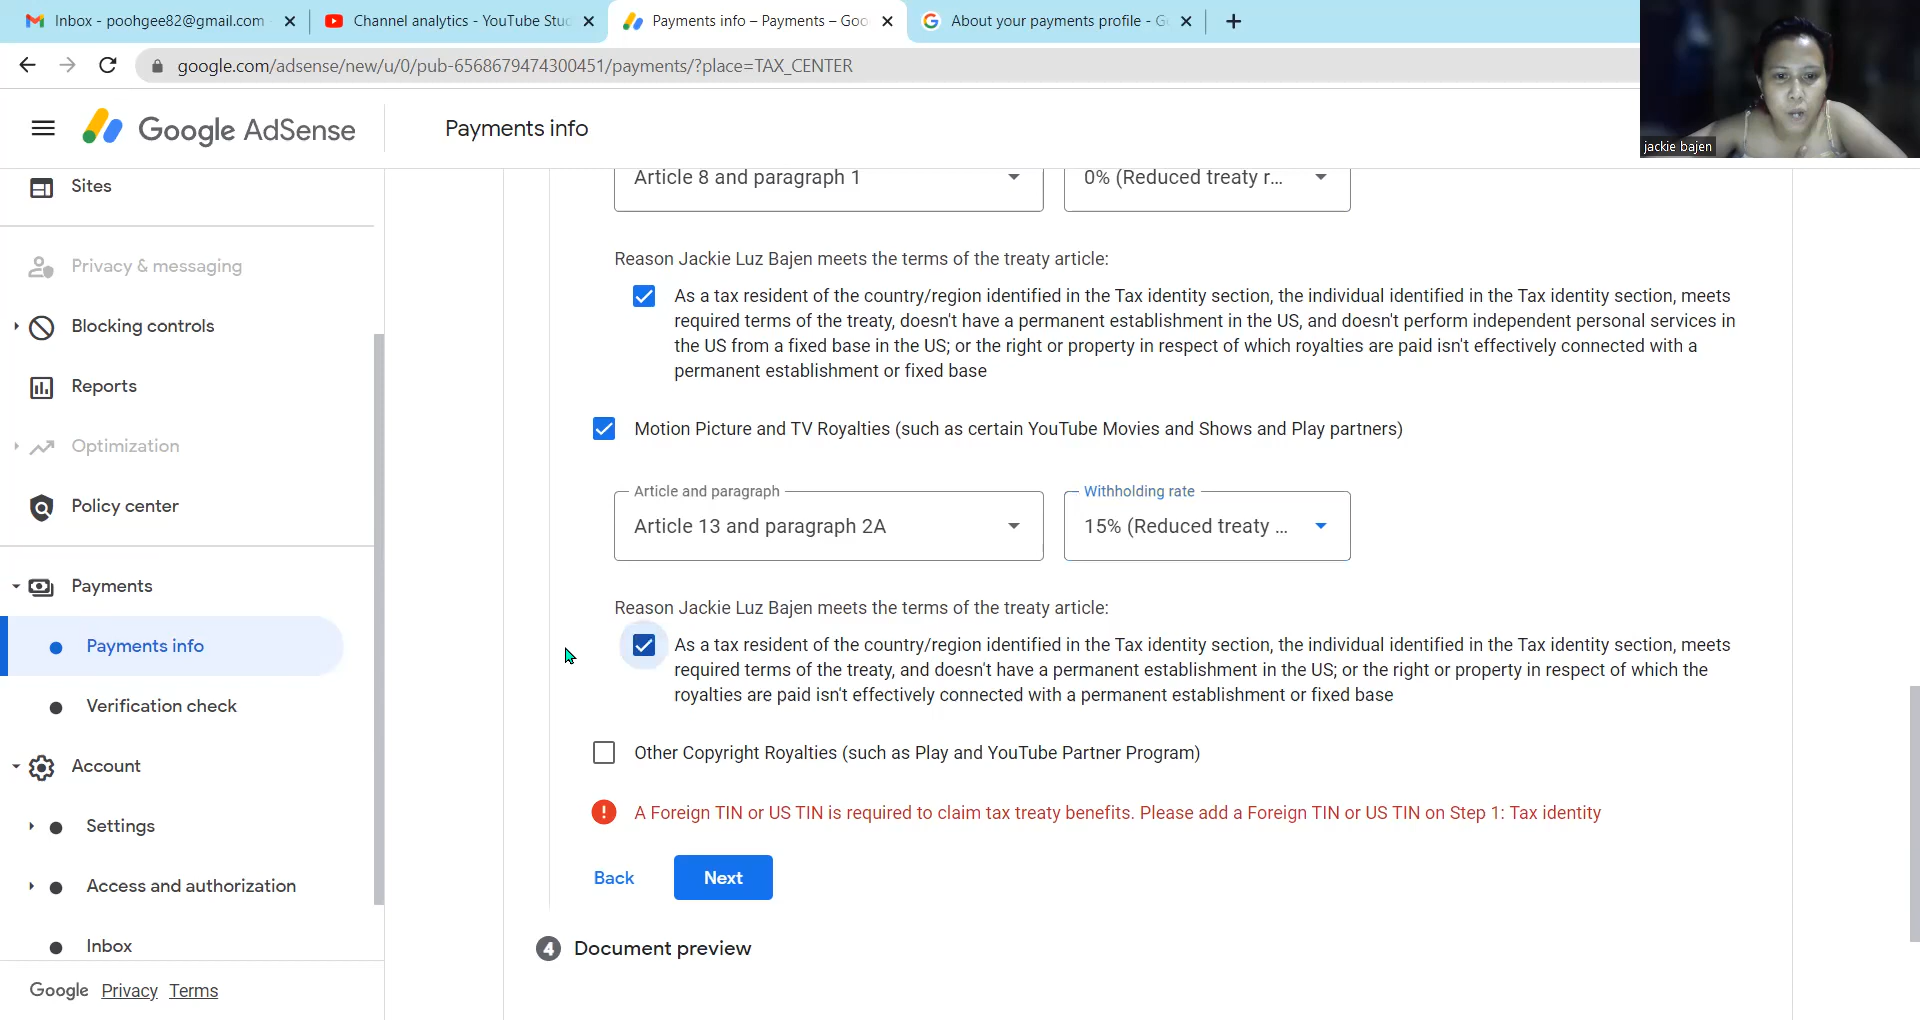 Inbox - poohgee82@gmail.com
Channel analytics - YouTube Stud
Payments info – Payments – Goo
About your payments profile - Go
google.com/adsense/new/u/0/pub-6568679474300451/payments/?place=TAX_CENTER
jackie bajen
Google AdSense
Payments info
Sites
Privacy & messaging
Blocking controls
Reports
Optimization
Policy center
Payments
Payments info
Verification check
Account
Settings
Access and authorization
Inbox
Google Privacy Terms
Article 8 and paragraph 1
0% (Reduced treaty r...
Reason Jackie Luz Bajen meets the terms of the treaty article:
As a tax resident of the country/region identified in the Tax identity section, the individual identified in the Tax identity section, meets
required terms of the treaty, doesn't have a permanent establishment in the US, and doesn't perform independent personal services in
the US from a fixed base in the US; or the right or property in respect of which royalties are paid isn't effectively connected with a
permanent establishment or fixed base
Motion Picture and TV Royalties (such as certain YouTube Movies and Shows and Play partners)
Article and paragraph
Article 13 and paragraph 2A
Withholding rate
15% (Reduced treaty ...
Reason Jackie Luz Bajen meets the terms of the treaty article:
As a tax resident of the country/region identified in the Tax identity section, the individual identified in the Tax identity section, meets
required terms of the treaty, and doesn't have a permanent establishment in the US; or the right or property in respect of which the
royalties are paid isn't effectively connected with a permanent establishment or fixed base
Other Copyright Royalties (such as Play and YouTube Partner Program)
A Foreign TIN or US TIN is required to claim tax treaty benefits. Please add a Foreign TIN or US TIN on Step 1: Tax identity
Back
Next
4 Document preview